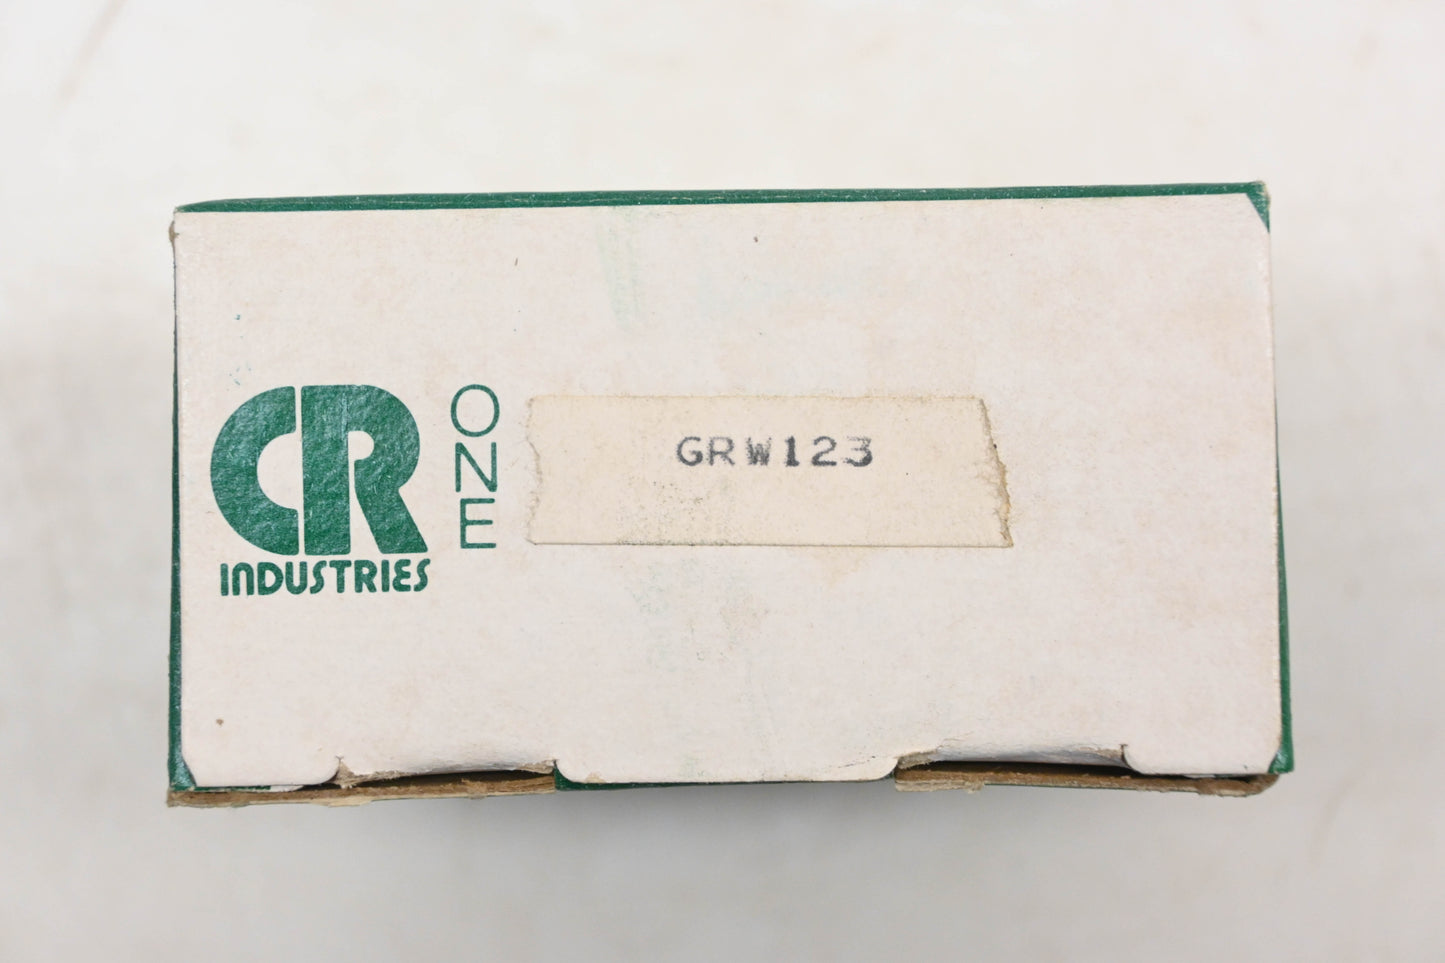 CR
INDUSTRIES
ONE
GRW123